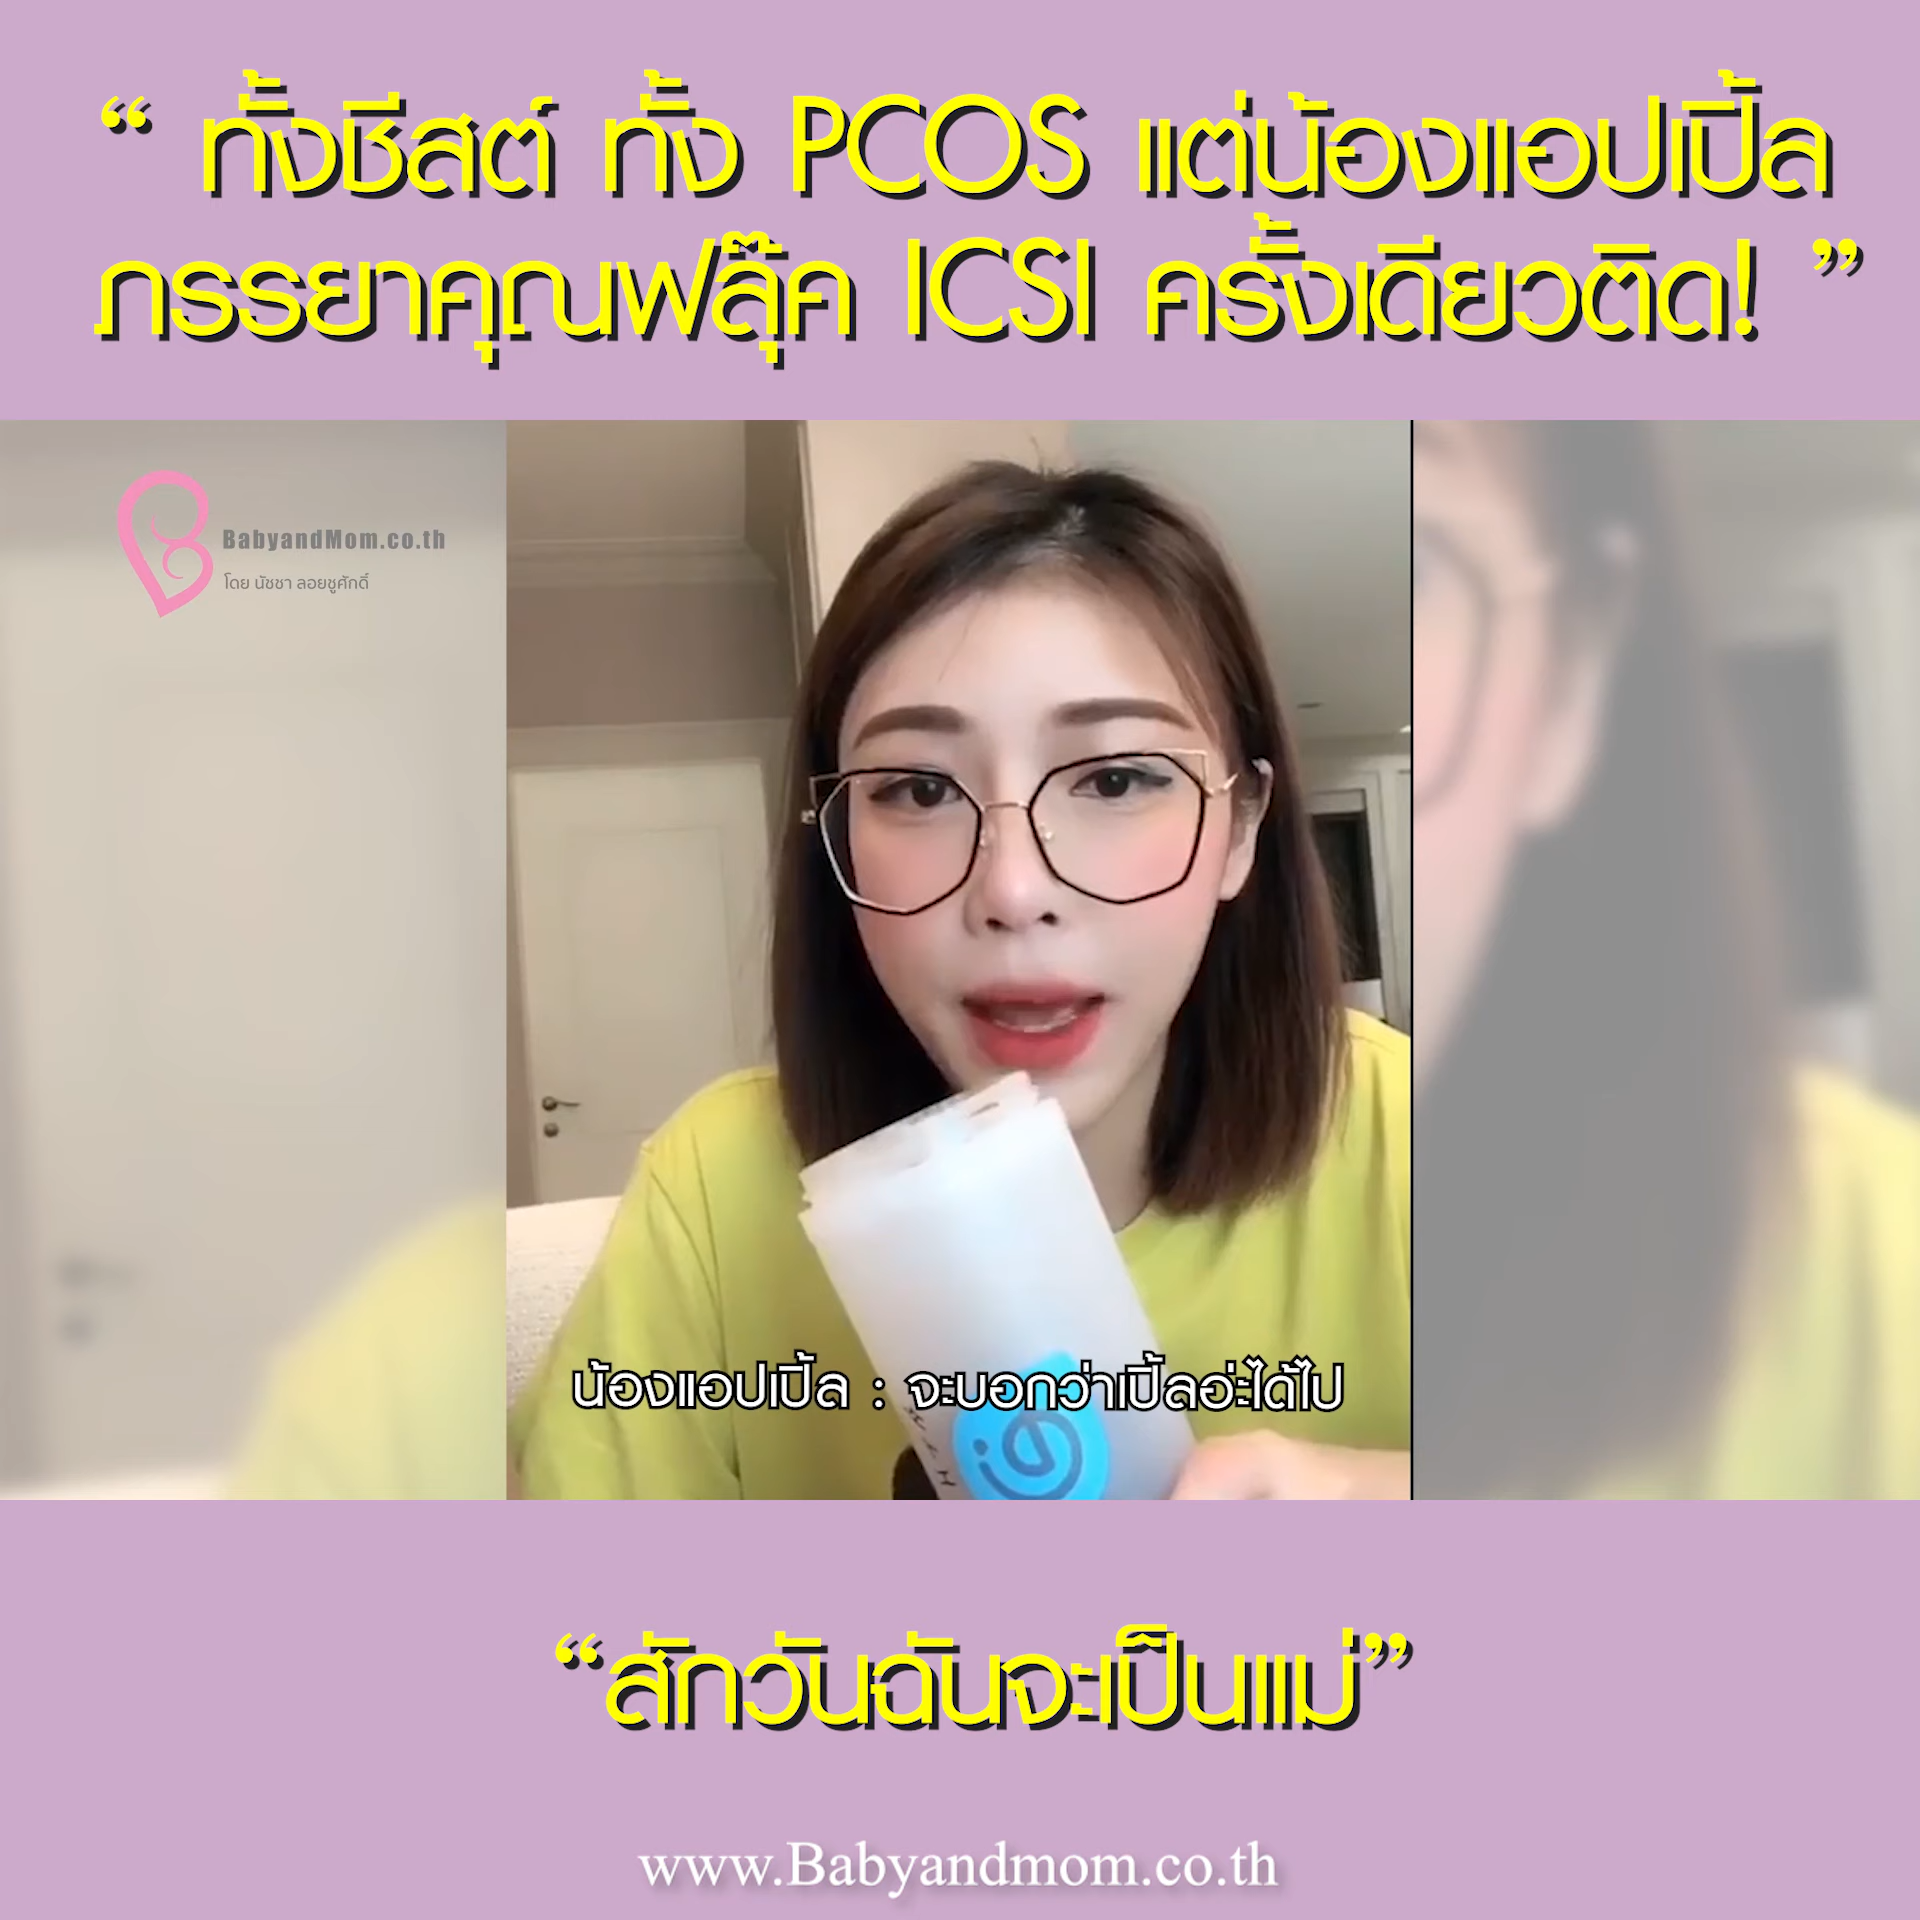 “ ทั้งซีสต์ ทั้ง PCOS แต่น้องแอปเปิ้ล
ภรรยาคุณฟลุ๊ค ICSI ครั้งเดียวติด! ”
BabyandMom.co.th
โดย นัชชา ลอยชูศักดิ์
น้องแอปเปิ้ล : จะบอกว่าเปิ้ลอ่ะได้ไป
“สักวันฉันจะเป็นแม่”
www.Babyandmom.co.th